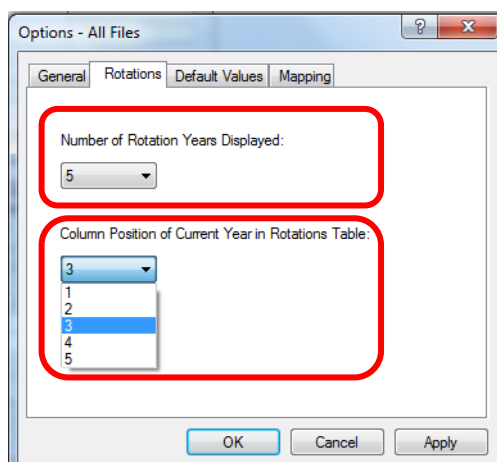 Options - All Files
General Rotations Default Values Mapping
Number of Rotation Years Displayed:
5
Column Position of Current Year in Rotations Table:
3
1
2
3
4
5
OK Cancel Apply